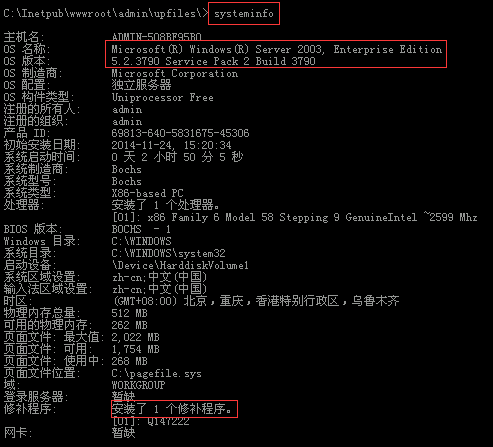 C:\Inetpub\wwwroot\admin\upfiles\> systeminfo
主机名: ADMIN-508BF95B0
OS 名称: Microsoft(R) Windows(R) Server 2003, Enterprise Edition
OS 版本: 5.2.3790 Service Pack 2 Build 3790
OS 制造商: Microsoft Corporation
OS 配置: 独立服务器
OS 构件类型: Uniprocessor Free
注册的所有人: admin
注册的组织: admin
产品 ID: 69813-640-5831675-45306
初始安装日期: 2014-11-24, 15:20:34
系统启动时间: 0 天 2 小时 50 分 5 秒
系统制造商: Bochs
系统型号: Bochs
系统类型: X86-based PC
处理器: 安装了 1 个处理器。
[01]: x86 Family 6 Model 58 Stepping 9 GenuineIntel ~2599 Mhz
BIOS 版本: BOCHS - 1
Windows 目录: C:\WINDOWS
系统目录: C:\WINDOWS\system32
启动设备: \Device\HarddiskVolume1
系统区域设置: zh-cn;中文(中国)
输入法区域设置: zh-cn;中文(中国)
时区: (GMT+08:00) 北京，重庆，香港特别行政区，乌鲁木齐
物理内存总量: 512 MB
可用的物理内存: 262 MB
页面文件: 最大值: 2,022 MB
页面文件: 可用: 1,754 MB
页面文件: 使用中: 268 MB
页面文件位置: C:\pagefile.sys
域: WORKGROUP
登录服务器: 暂缺
修补程序: 安装了 1 个修补程序。
[01]: Q147222
网卡: 暂缺